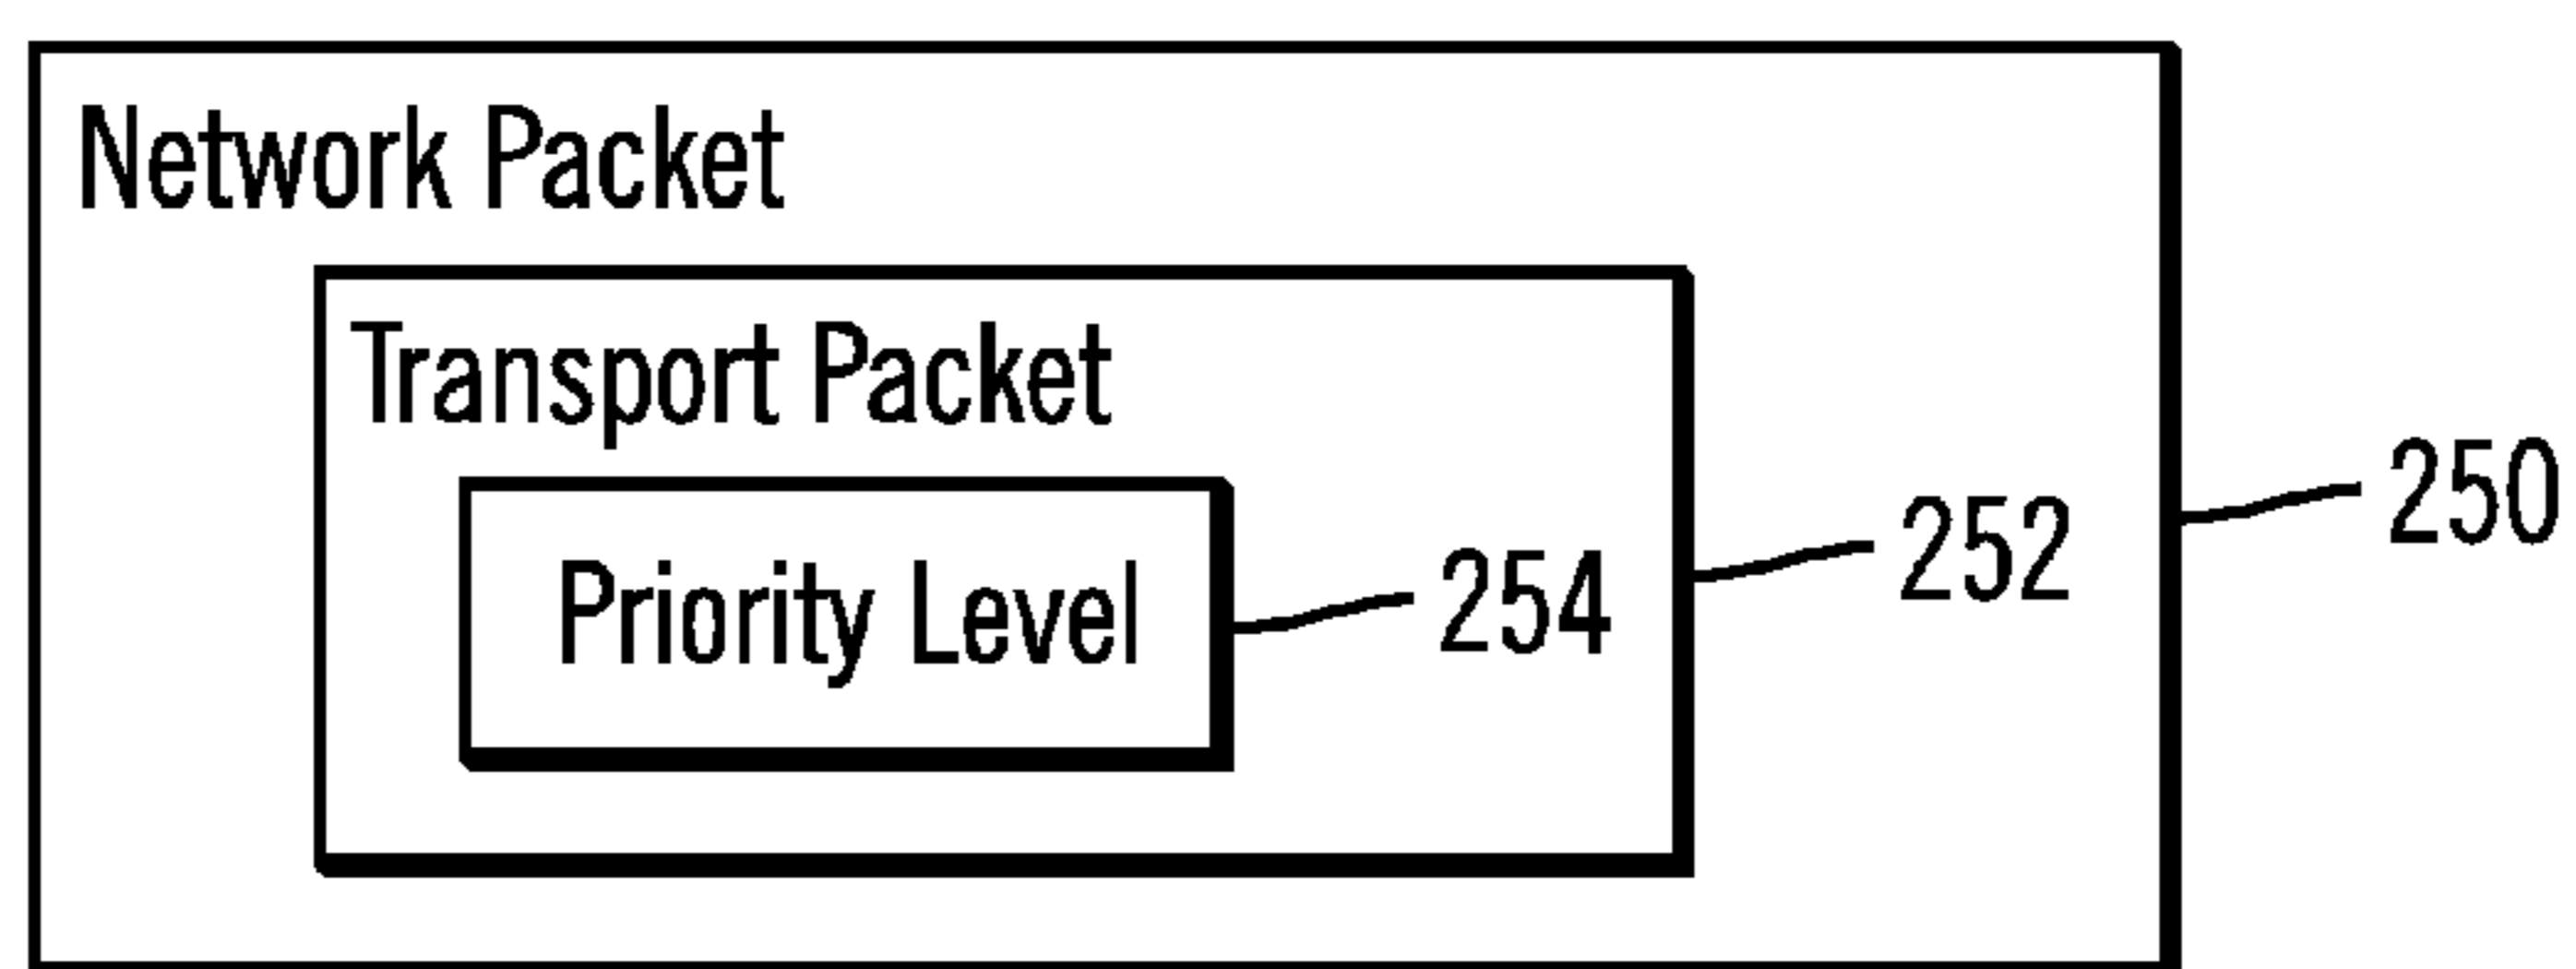 Network Packet
Transport Packet
Priority Level
254
252
250